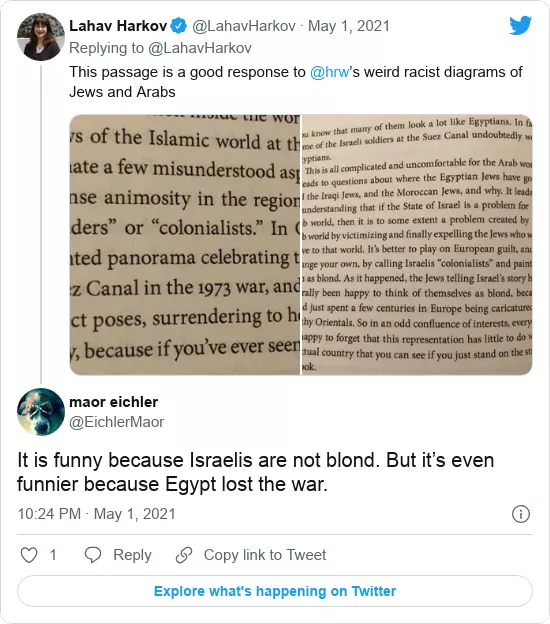 Lahav Harkov @LahavHarkov · May 1, 2021
Replying to @LahavHarkov
This passage is a good response to @hrw's weird racist diagrams of
Jews and Arabs
ys of the Islamic world at th
ate a few misunderstood asp
nse animosity in the region
ders” or “colonialists.” In
nted panorama celebrating t
z Canal in the 1973 war, and
ct poses, surrendering to h
y, because if you’ve ever seen
know that many of them look a lot like Egyptians. In fa
me of the Israeli soldiers at the Suez Canal undoubtedly w
yptians.
This is all complicated and uncomfortable for the Arab wor
eads to questions about where the Egyptian Jews have go
the Iraqi Jews, and the Moroccan Jews, and why. It leads
understanding that if the State of Israel is a problem for
b world, then it is to some extent a problem created by
b world by victimizing and finally expelling the Jews who w
ve to that world. It’s better to play on European guilt, and
nge your own, by calling Israelis “colonialists” and paint
as blond. As it happened, the Jews telling Israel’s story h
ally been happy to think of themselves as blond, beca
d just spent a few centuries in Europe being caricature
hy Orientals. So in an odd confluence of interests, every
appy to forget that this representation has little to do w
tual country that you can see if you just stand on the st
ok.
maor eichler
@EichlerMaor
It is funny because Israelis are not blond. But it’s even
funnier because Egypt lost the war.
10:24 PM · May 1, 2021
1 Reply Copy link to Tweet
Explore what's happening on Twitter